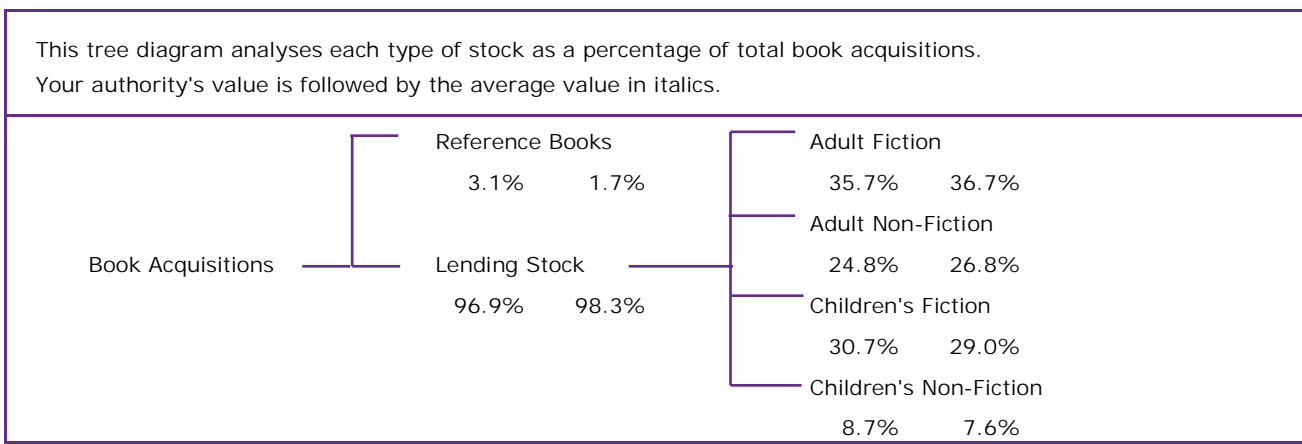 This tree diagram analyses each type of stock as a percentage of total book acquisitions.
Your authority's value is followed by the average value in italics.
Reference Books
3.1% 1.7%
Book Acquisitions
Lending Stock
96.9% 98.3%
Adult Fiction
35.7% 36.7%
Adult Non-Fiction
24.8% 26.8%
Children's Fiction
30.7% 29.0%
Children's Non-Fiction
8.7% 7.6%